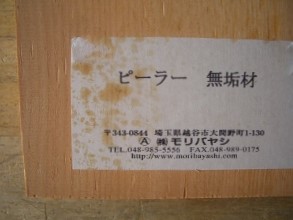 ピーラー 無垢材
〒343-0844 埼玉県越谷市大間野町1-130
Ⓐ ㈱モリバヤシ
TEL.048-985-5556 FAX.048-989-0175
http://www.moribayashi.com